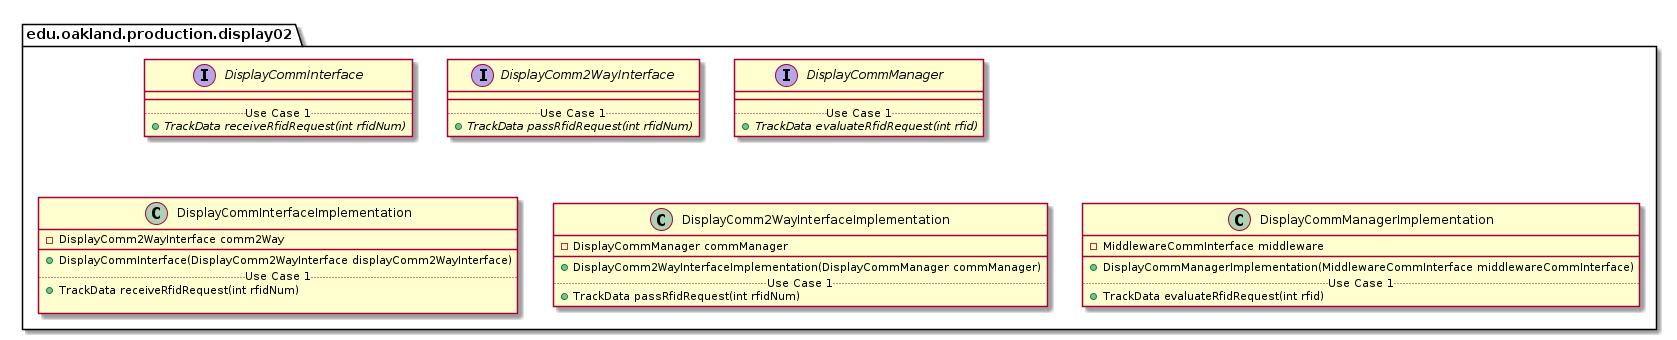 edu.oakland.production.display02
I DisplayCommInterface
Use Case 1
TrackData receiveRfidRequest(int rfidNum)
I DisplayComm2WayInterface
Use Case 1
TrackData passRfidRequest(int rfidNum)
I DisplayCommManager
Use Case 1
TrackData evaluateRfidRequest(int rfid)
C DisplayCommInterfaceImplementation
DisplayComm2WayInterface comm2Way
DisplayCommInterface(DisplayComm2WayInterface displayComm2WayInterface)
Use Case 1
TrackData receiveRfidRequest(int rfidNum)
C DisplayComm2WayInterfaceImplementation
DisplayCommManager commManager
DisplayComm2WayInterfaceImplementation(DisplayCommManager commManager)
Use Case 1
TrackData passRfidRequest(int rfidNum)
C DisplayCommManagerImplementation
MiddlewareCommInterface middleware
DisplayCommManagerImplementation(MiddlewareCommInterface middlewareCommInterface)
Use Case 1
TrackData evaluateRfidRequest(int rfid)